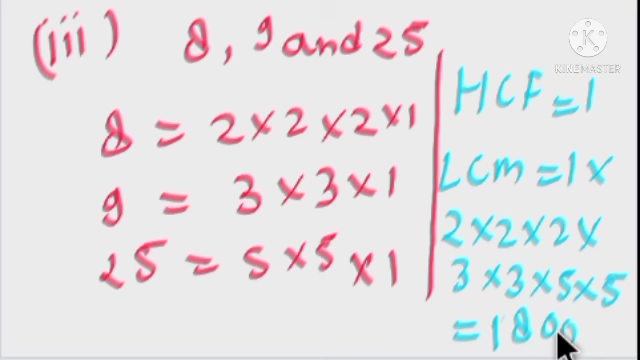 (iii) 8, 9 and 25
8 = 2×2×2×1
9 = 3×3×1
25 = 5×5×1
HCF = 1
LCM = 1×
2×2×2×
3×3×5×5
= 1800
KINEMASTER